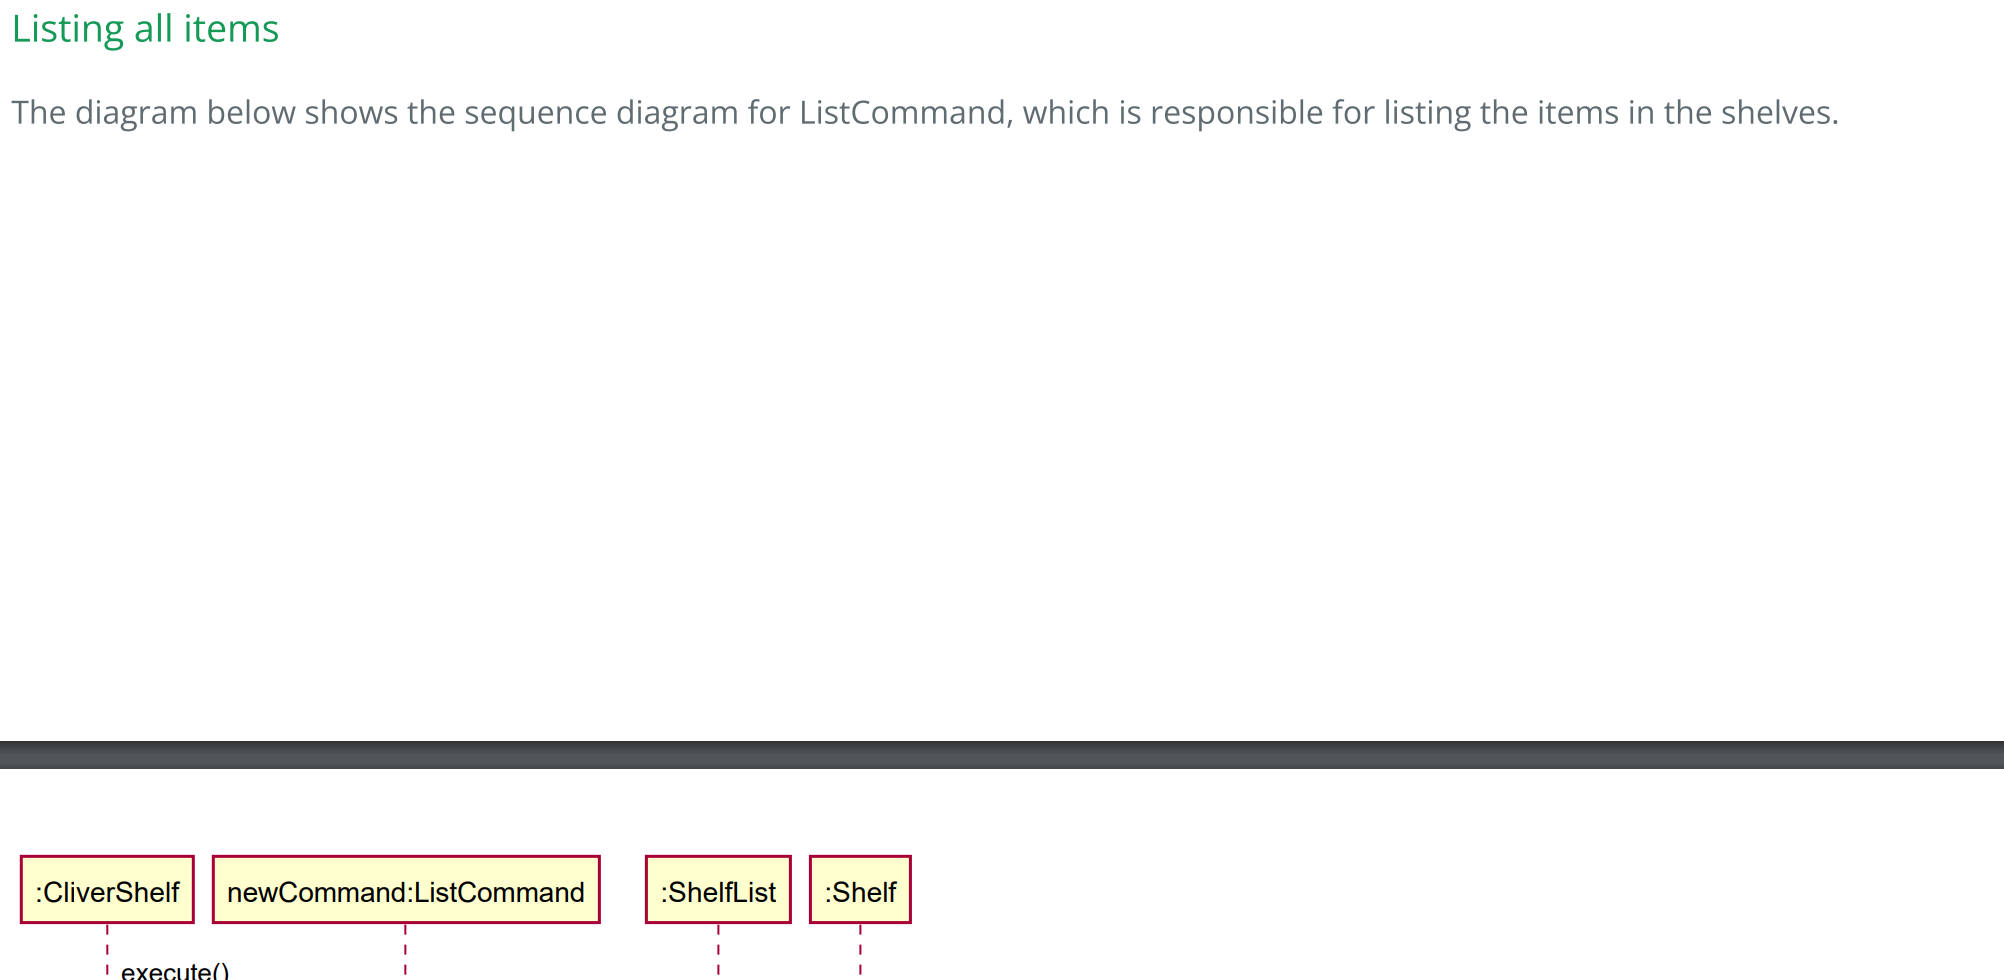 Listing all items
The diagram below shows the sequence diagram for ListCommand, which is responsible for listing the items in the shelves.
:CliverShelf newCommand:ListCommand :ShelfList :Shelf
execute()